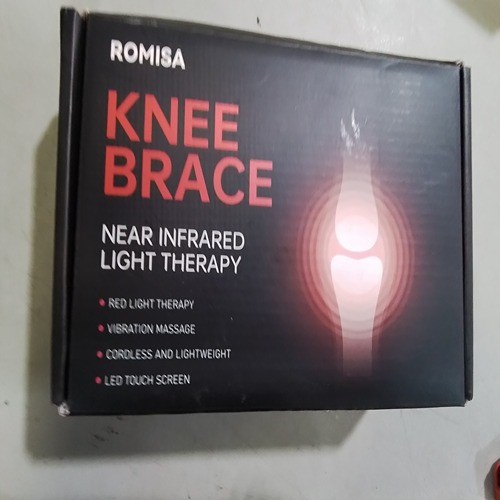 ROMISA
KNEE
BRACE
NEAR INFRARED
LIGHT THERAPY
• RED LIGHT THERAPY
• VIBRATION MASSAGE
• CORDLESS AND LIGHTWEIGHT
• LED TOUCH SCREEN